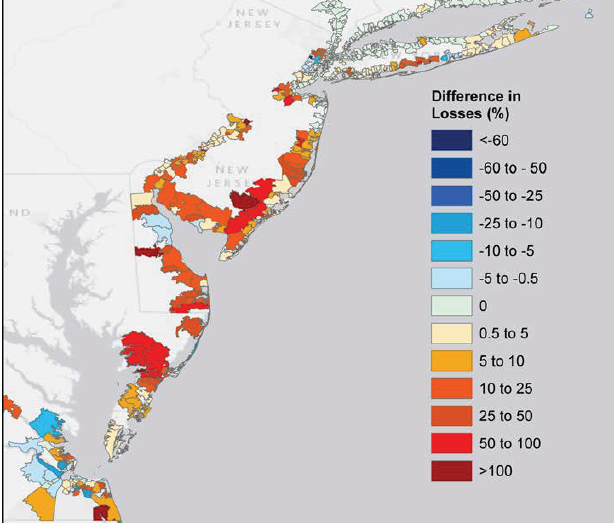 NEW
JERSEY
Difference in
Losses (%)
<-60
-60 to - 50
-50 to -25
-25 to -10
-10 to -5
-5 to -0.5
0
0.5 to 5
5 to 10
10 to 25
25 to 50
50 to 100
>100
NEW
JERSEY
ND